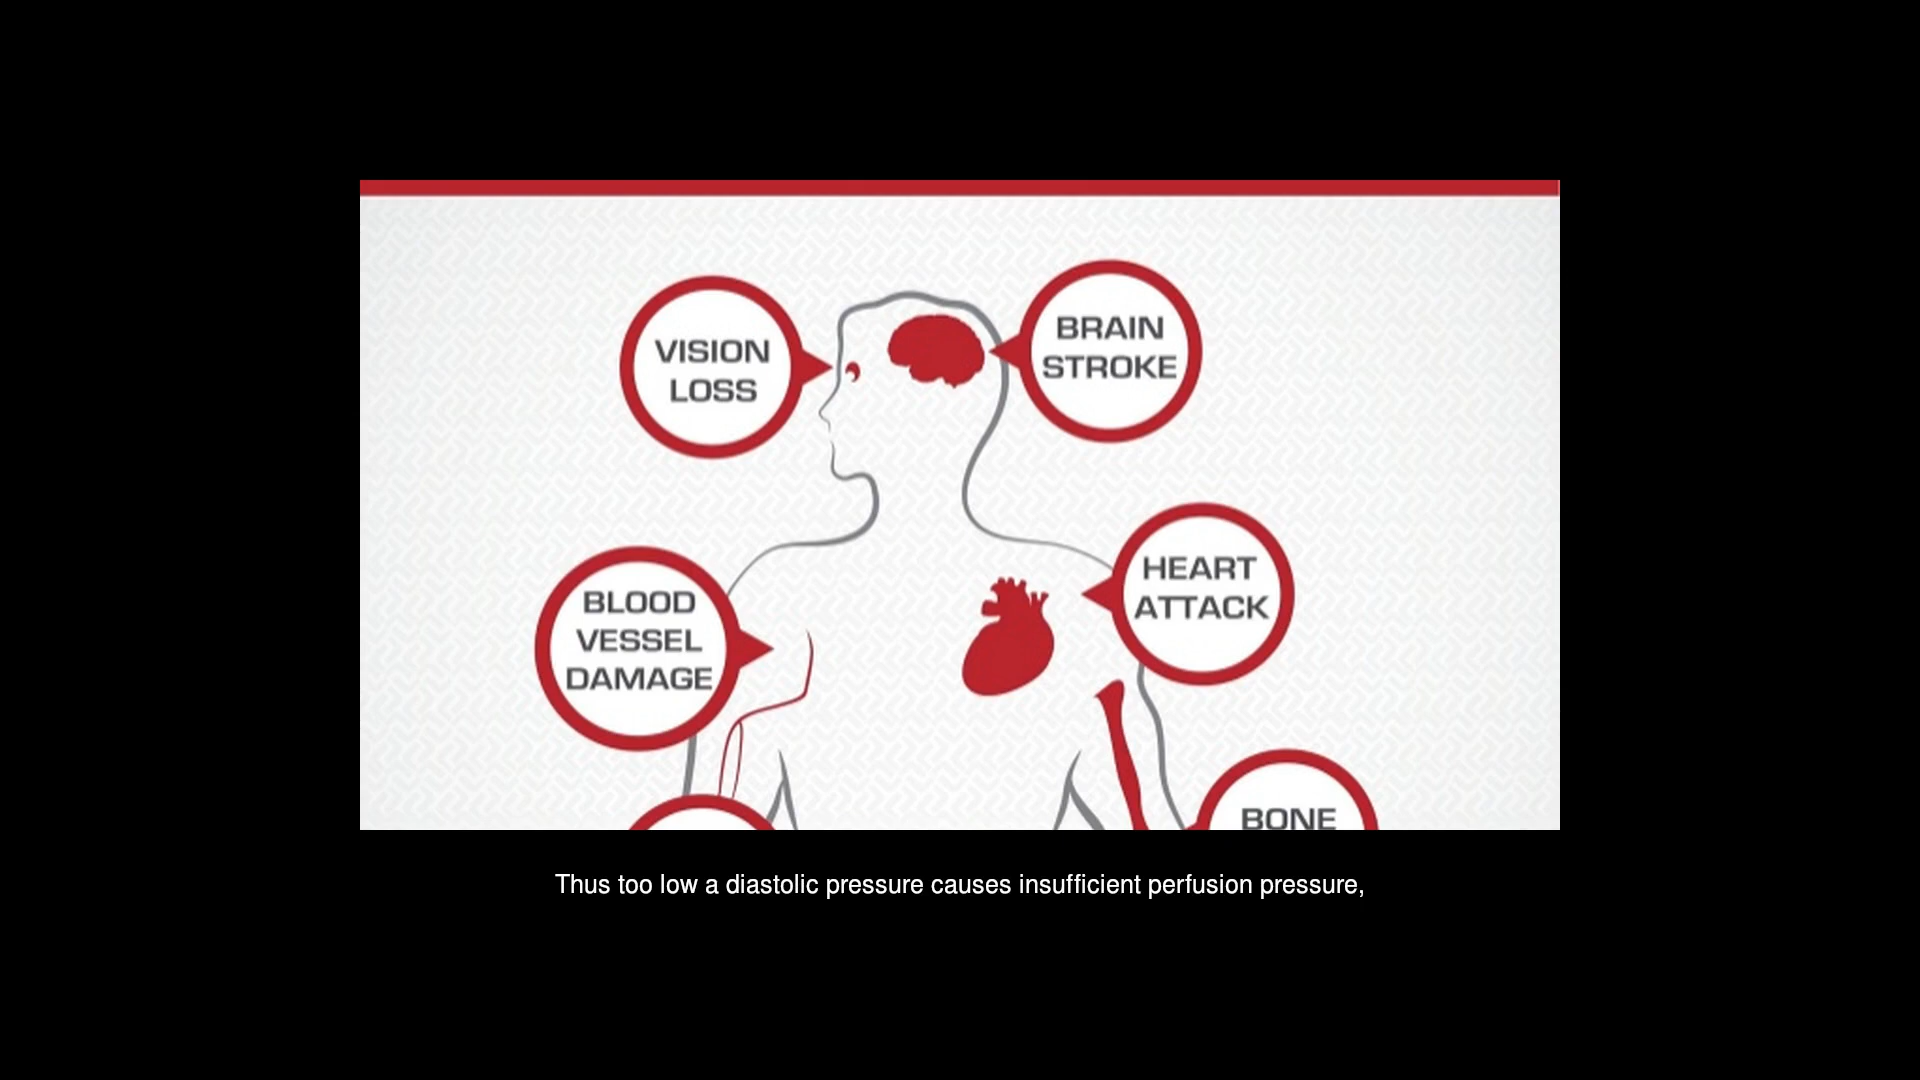 VISION
LOSS
BRAIN
STROKE
BLOOD
VESSEL
DAMAGE
HEART
ATTACK
BONE
Thus too low a diastolic pressure causes insufficient perfusion pressure,